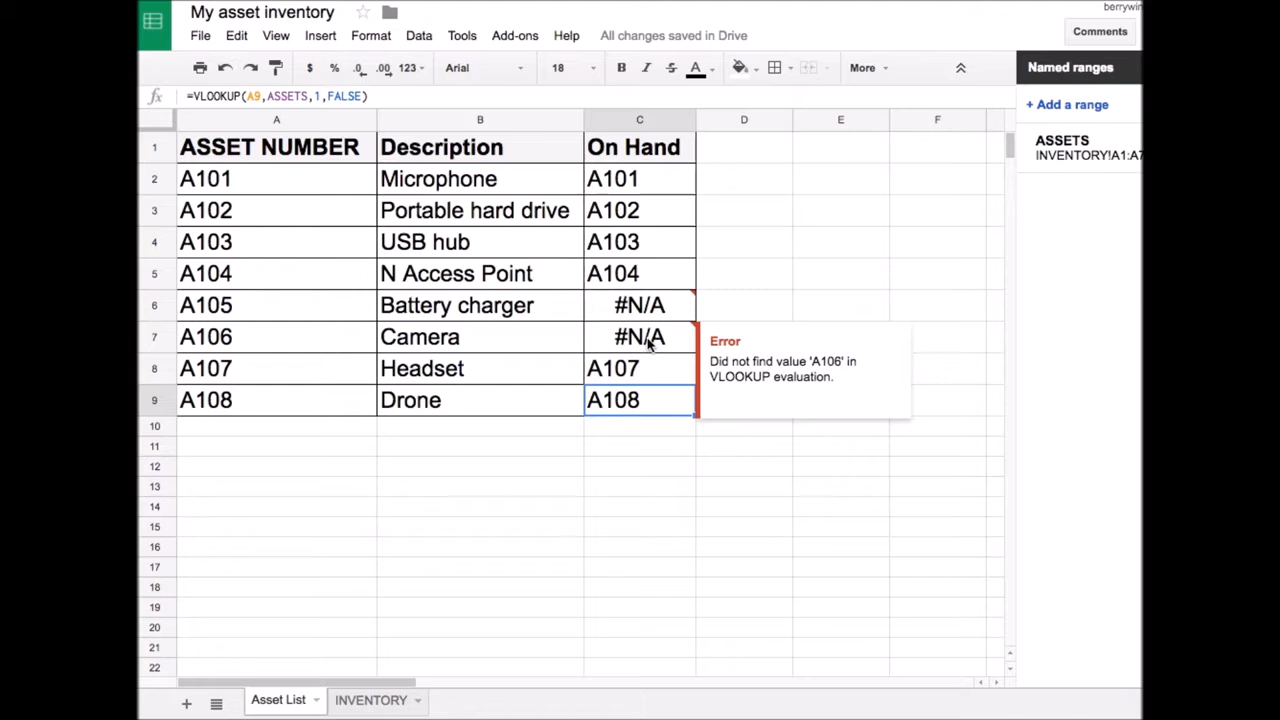 My asset inventory
berrywin
File Edit View Insert Format Data Tools Add-ons Help All changes saved in Drive
Comments
$ % .0 .00 123 Arial 18 B I S A More
Named ranges
fx =VLOOKUP(A9,ASSETS,1,FALSE)
+ Add a range
A B C D E F
ASSETS
INVENTORY!A1:A7
1 ASSET NUMBER Description On Hand
2 A101 Microphone A101
3 A102 Portable hard drive A102
4 A103 USB hub A103
5 A104 N Access Point A104
6 A105 Battery charger #N/A
7 A106 Camera #N/A
8 A107 Headset A107
9 A108 Drone A108
Error
Did not find value 'A106' in
VLOOKUP evaluation.
10
11
12
13
14
15
16
17
18
19
20
21
22
+ Asset List INVENTORY